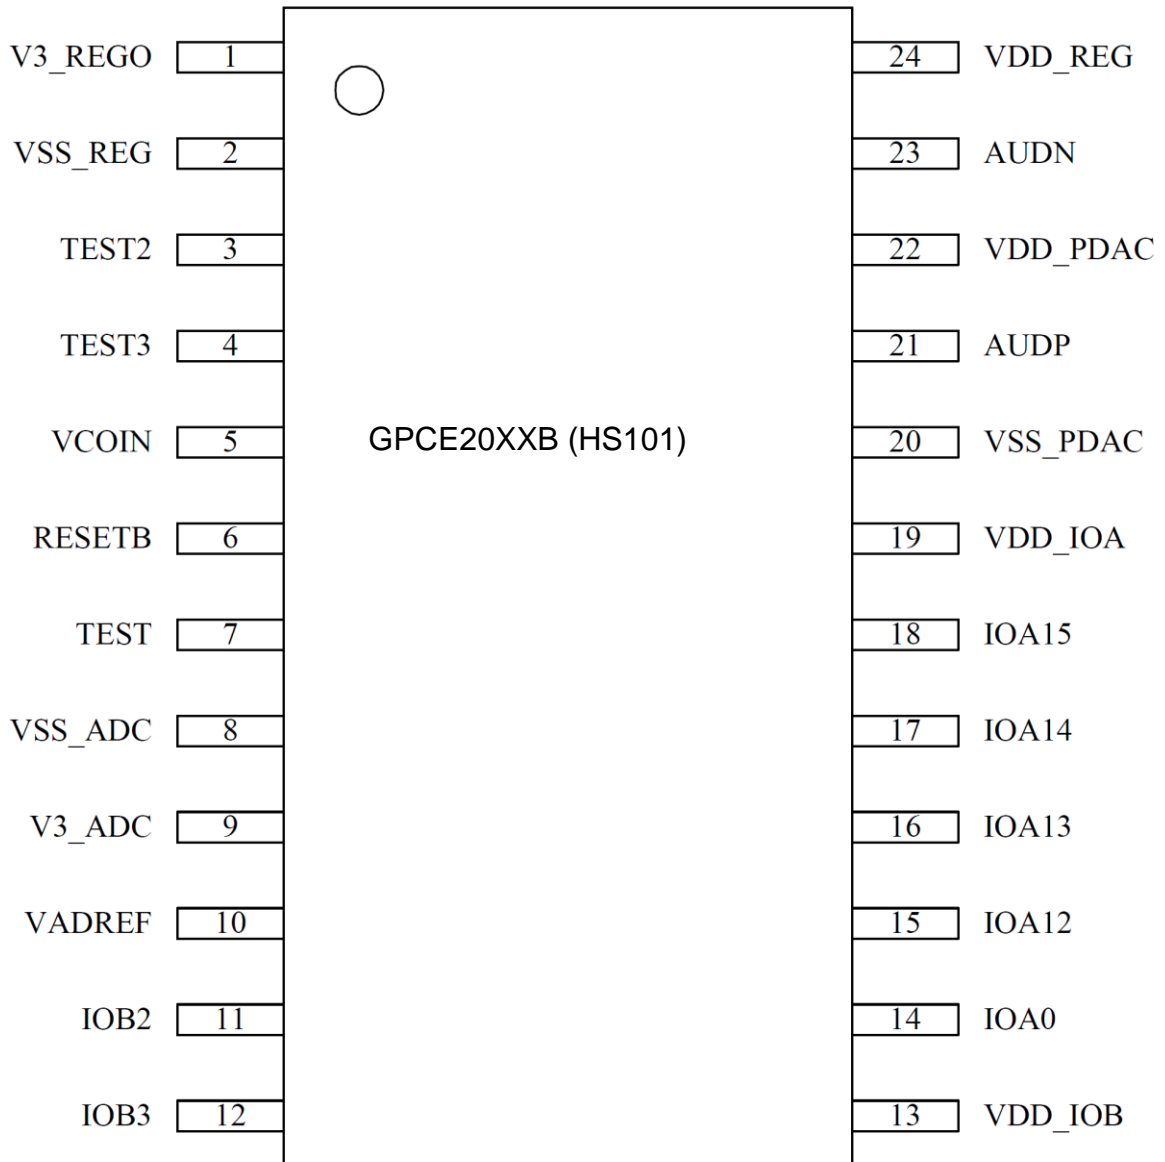 V3_REGO 1 24 VDD_REG
VSS_REG 2 23 AUDN
TEST2 3 22 VDD_PDAC
TEST3 4 21 AUDP
VCOIN 5 GPCE20XXB (HS101) 20 VSS_PDAC
RESETB 6 19 VDD_IOA
TEST 7 18 IOA15
VSS_ADC 8 17 IOA14
V3_ADC 9 16 IOA13
VADREF 10 15 IOA12
IOB2 11 14 IOA0
IOB3 12 13 VDD_IOB